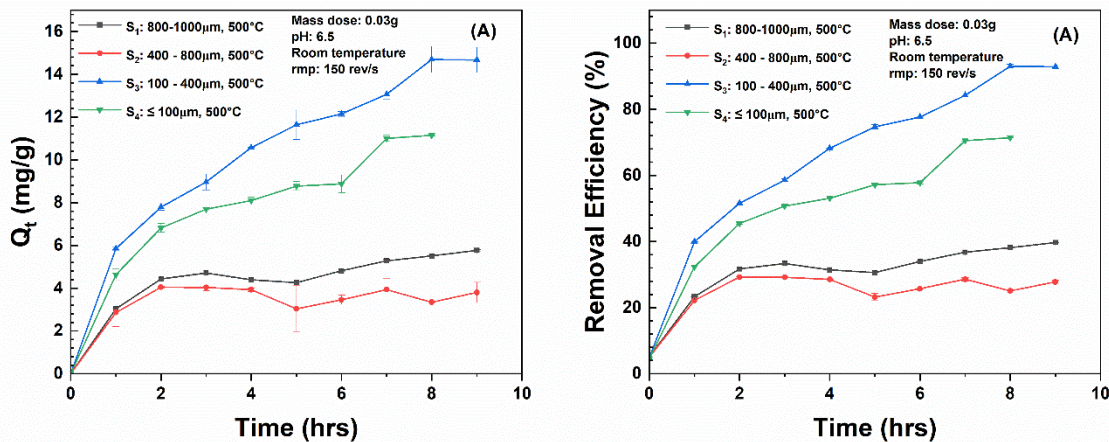 S₁: 800-1000μm, 500°C
S₂: 400 - 800μm, 500°C
S₃: 100 - 400μm, 500°C
S₄: ≤ 100μm, 500°C
Mass dose: 0.03g
pH: 6.5
Room temperature
rmp: 150 rev/s
(A)
Qₜ (mg/g)
16
14
12
10
8
6
4
2
0
0 2 4 6 8 10
Time (hrs)
S₁: 800-1000μm, 500°C
S₂: 400 - 800μm, 500°C
S₃: 100 - 400μm, 500°C
S₄: ≤ 100μm, 500°C
Mass dose: 0.03g
pH: 6.5
Room temperature
rmp: 150 rev/s
(A)
Removal Efficiency (%)
100
80
60
40
20
0
0 2 4 6 8 10
Time (hrs)